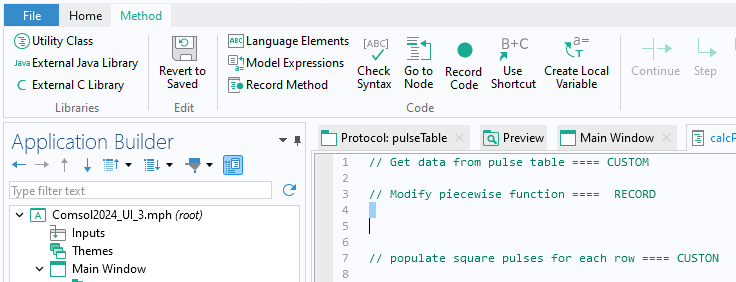 File Home Method
Utility Class
Java External Java Library
C External C Library
Libraries
Revert to
Saved
Edit
ABC Language Elements
Model Expressions
Record Method
[ABC]
Check
Syntax
Go to
Node
Record
Code
B+C
Use
Shortcut
a=
T
Create Local
Variable
Code
Continue
Step
Application Builder
Type filter text
A Comsol2024_UI_3.mph (root)
Inputs
Themes
Main Window
Protocol: pulseTable × Preview × Main Window ×
1 // Get data from pulse table ==== CUSTOM
2
3 // Modify piecewise function ====  RECORD
4
5
6
7 // populate square pulses for each row ==== CUSTON
8